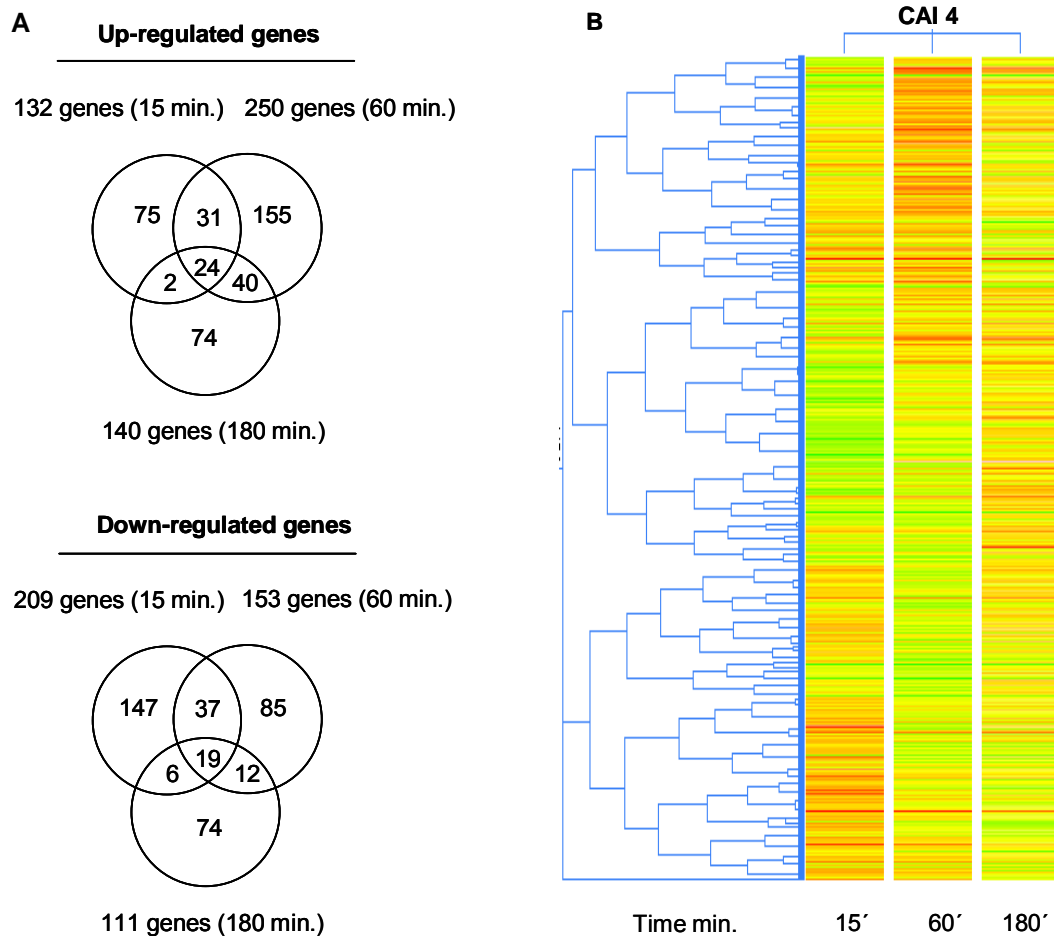 A
Up-regulated genes
132 genes (15 min.) 250 genes (60 min.)
75 31 155
24
2 40
74
140 genes (180 min.)
Down-regulated genes
209 genes (15 min.) 153 genes (60 min.)
147 37 85
19
6 12
74
111 genes (180 min.)
B
CAI 4
Time min. 15´ 60´ 180´